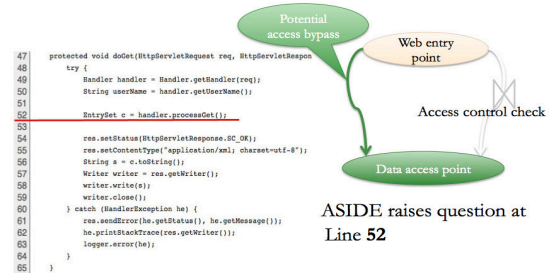 47 protected void doGet(HttpServletRequest req, HttpServletRespon
48 try {
49 Handler handler = Handler.getHandler(req);
50 String userName = handler.getUserName();
51
52 EntrySet c = handler.processGet();
53
54 res.setStatus(HttpServletResponse.SC_OK);
55 res.setContentType("application/xml; charset=utf-8");
56 String s = c.toString();
57 Writer writer = res.getWriter();
58 writer.write(s);
59 writer.close();
60 } catch (HandlerException he) {
61 res.sendError(he.getStatus(), he.getMessage());
62 he.printStackTrace(res.getWriter());
63 logger.error(he);
64 }
65 }
Potential
access bypass
Web entry
point
Access control check
Data access point
ASIDE raises question at
Line 52